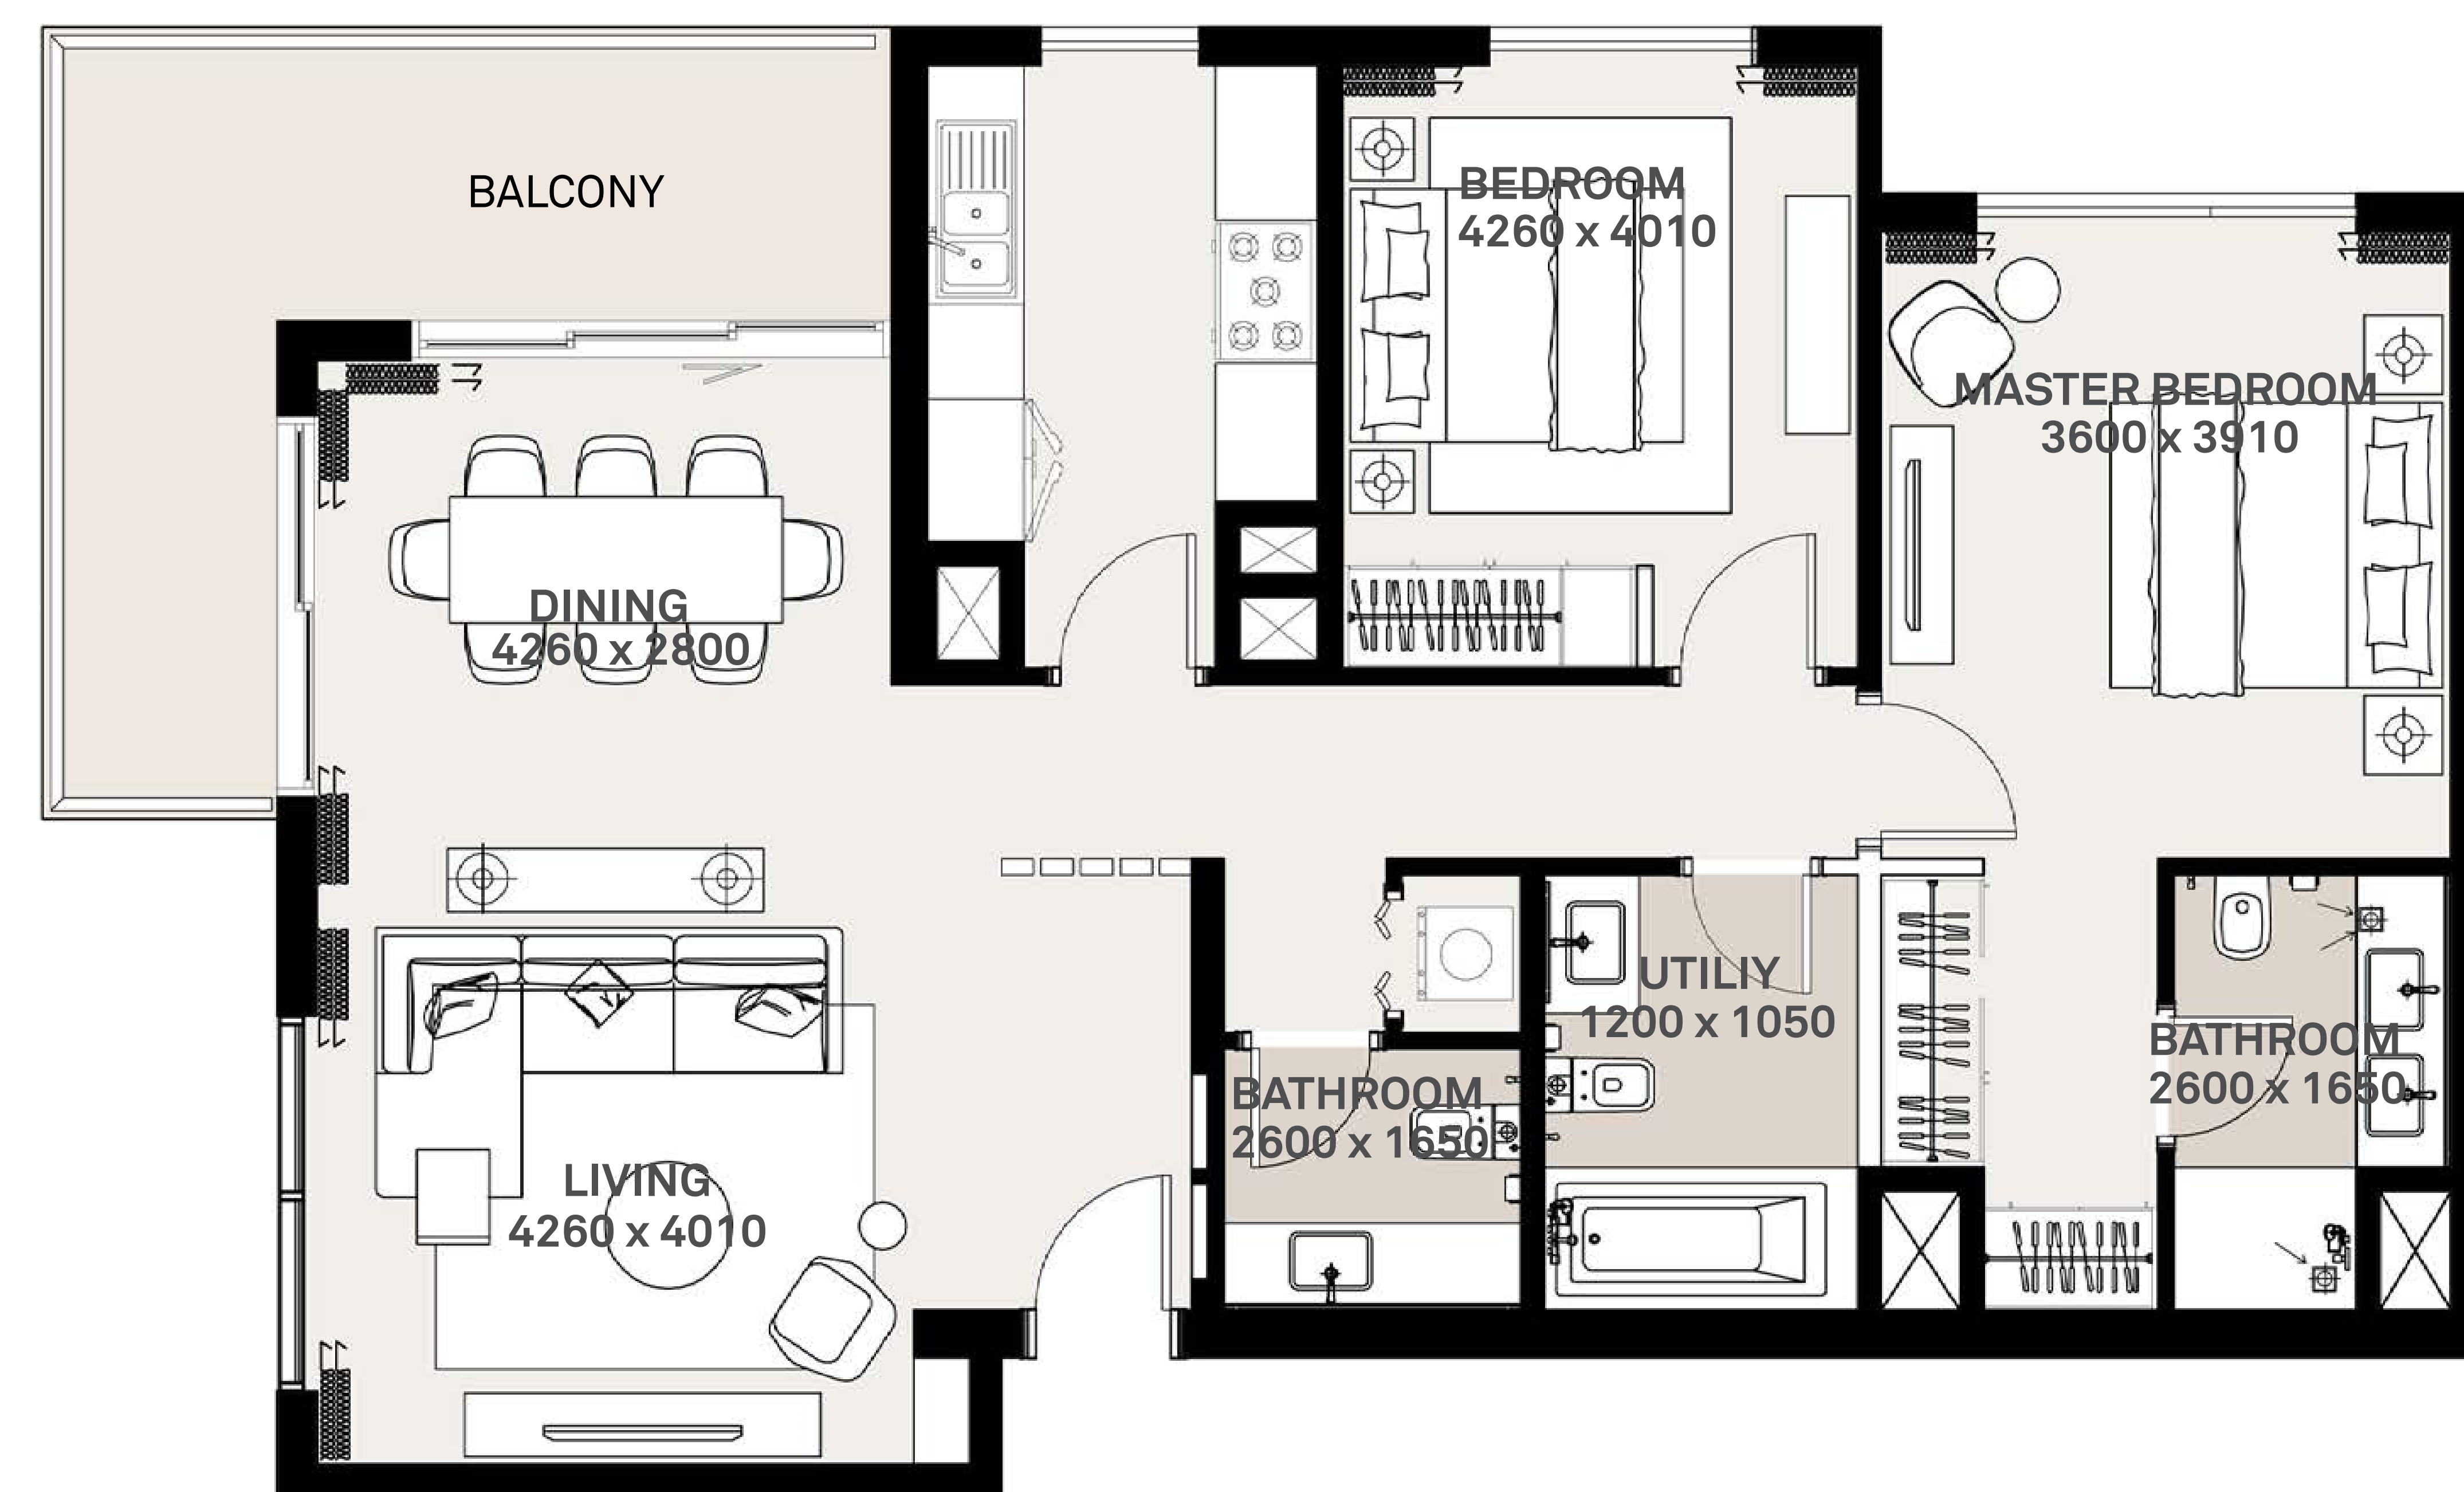 BALCONY
BEDROOM
4260 x 4010
MASTER BEDROOM
3600 x 3910
DINING
4260 x 2800
UTILIY
1200 x 1050
BATHROOM
2600 x 1650
BATHROOM
2600 x 1650
LIVING
4260 x 4010